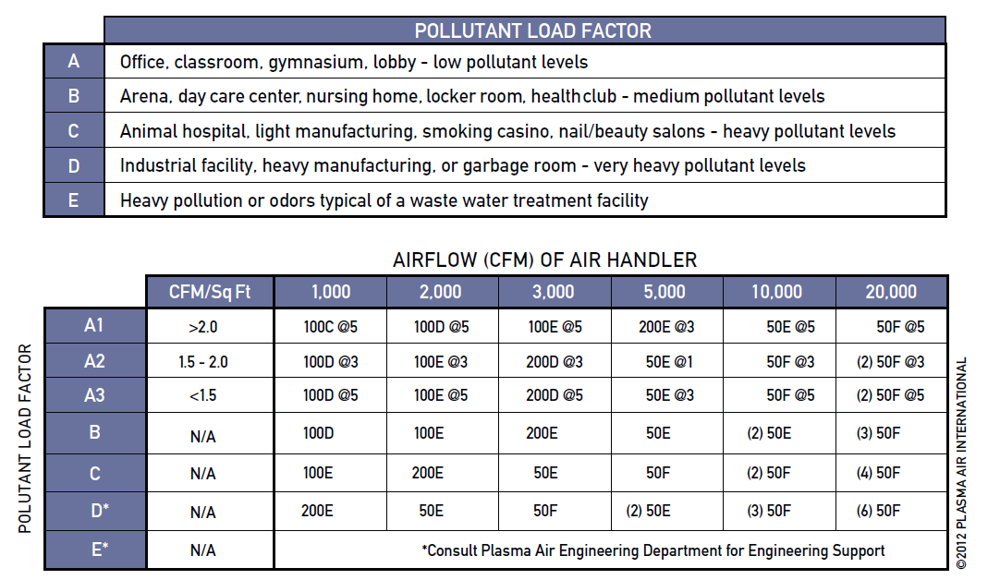 POLLUTANT LOAD FACTOR
A Office, classroom, gymnasium, lobby - low pollutant levels
B Arena, day care center, nursing home, locker room, health club - medium pollutant levels
C Animal hospital, light manufacturing, smoking casino, nail/beauty salons - heavy pollutant levels
D Industrial facility, heavy manufacturing, or garbage room - very heavy pollutant levels
E Heavy pollution or odors typical of a waste water treatment facility
AIRFLOW (CFM) OF AIR HANDLER
CFM/Sq Ft 1,000 2,000 3,000 5,000 10,000 20,000
A1 >2.0 100C @5 100D @5 100E @5 200E @3 50E @5 50F @5
A2 1.5 - 2.0 100D @3 100E @3 200D @3 50E @1 50F @3 (2) 50F @3
A3 <1.5 100D @5 100E @5 200D @5 50E @3 50F @5 (2) 50F @5
B N/A 100D 100E 200E 50E (2) 50E (3) 50F
C N/A 100E 200E 50E 50F (2) 50F (4) 50F
D* N/A 200E 50E 50F (2) 50E (3) 50F (6) 50F
E* N/A *Consult Plasma Air Engineering Department for Engineering Support
POLUTANT LOAD FACTOR
©2012 PLASMA AIR INTERNATIONAL